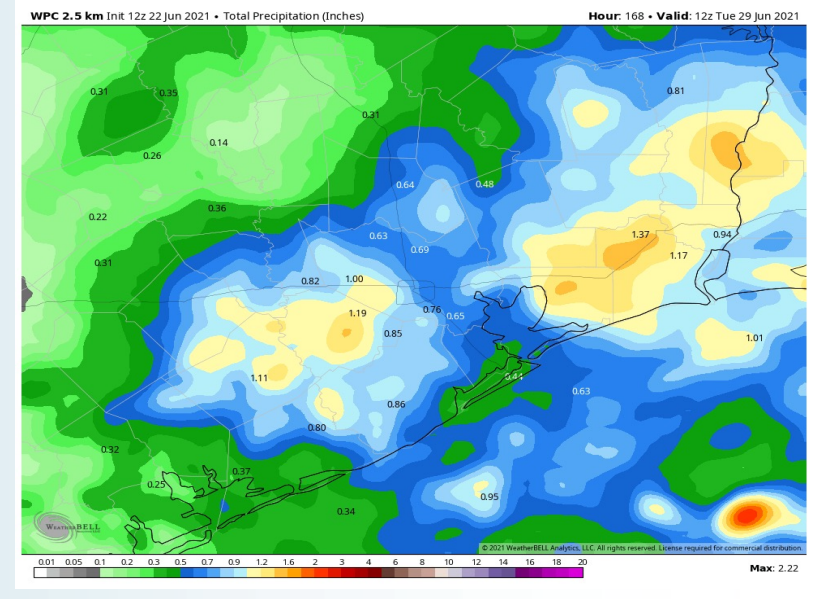 WPC 2.5 km Init 12z 22 Jun 2021 • Total Precipitation (Inches) Hour: 168 • Valid: 12z Tue 29 Jun 2021
0.31 0.35 0.81
0.31
0.14
0.26
0.64 0.48
0.22 0.36
0.63 1.37 0.94
0.69 1.17
0.31
0.82 1.00
1.19 0.76 0.65
0.85 1.01
1.11 0.44
0.86 0.63
0.80
0.32
0.37
0.25 0.95
0.34
WEATHERBELL
© 2021 WeatherBELL Analytics, LLC. All rights reserved. License required for commercial distribution.
0.01 0.05 0.1 0.2 0.3 0.5 0.7 0.9 1.2 1.6 2 3 4 5 6 8 10 12 14 16 18 20
Max: 2.22